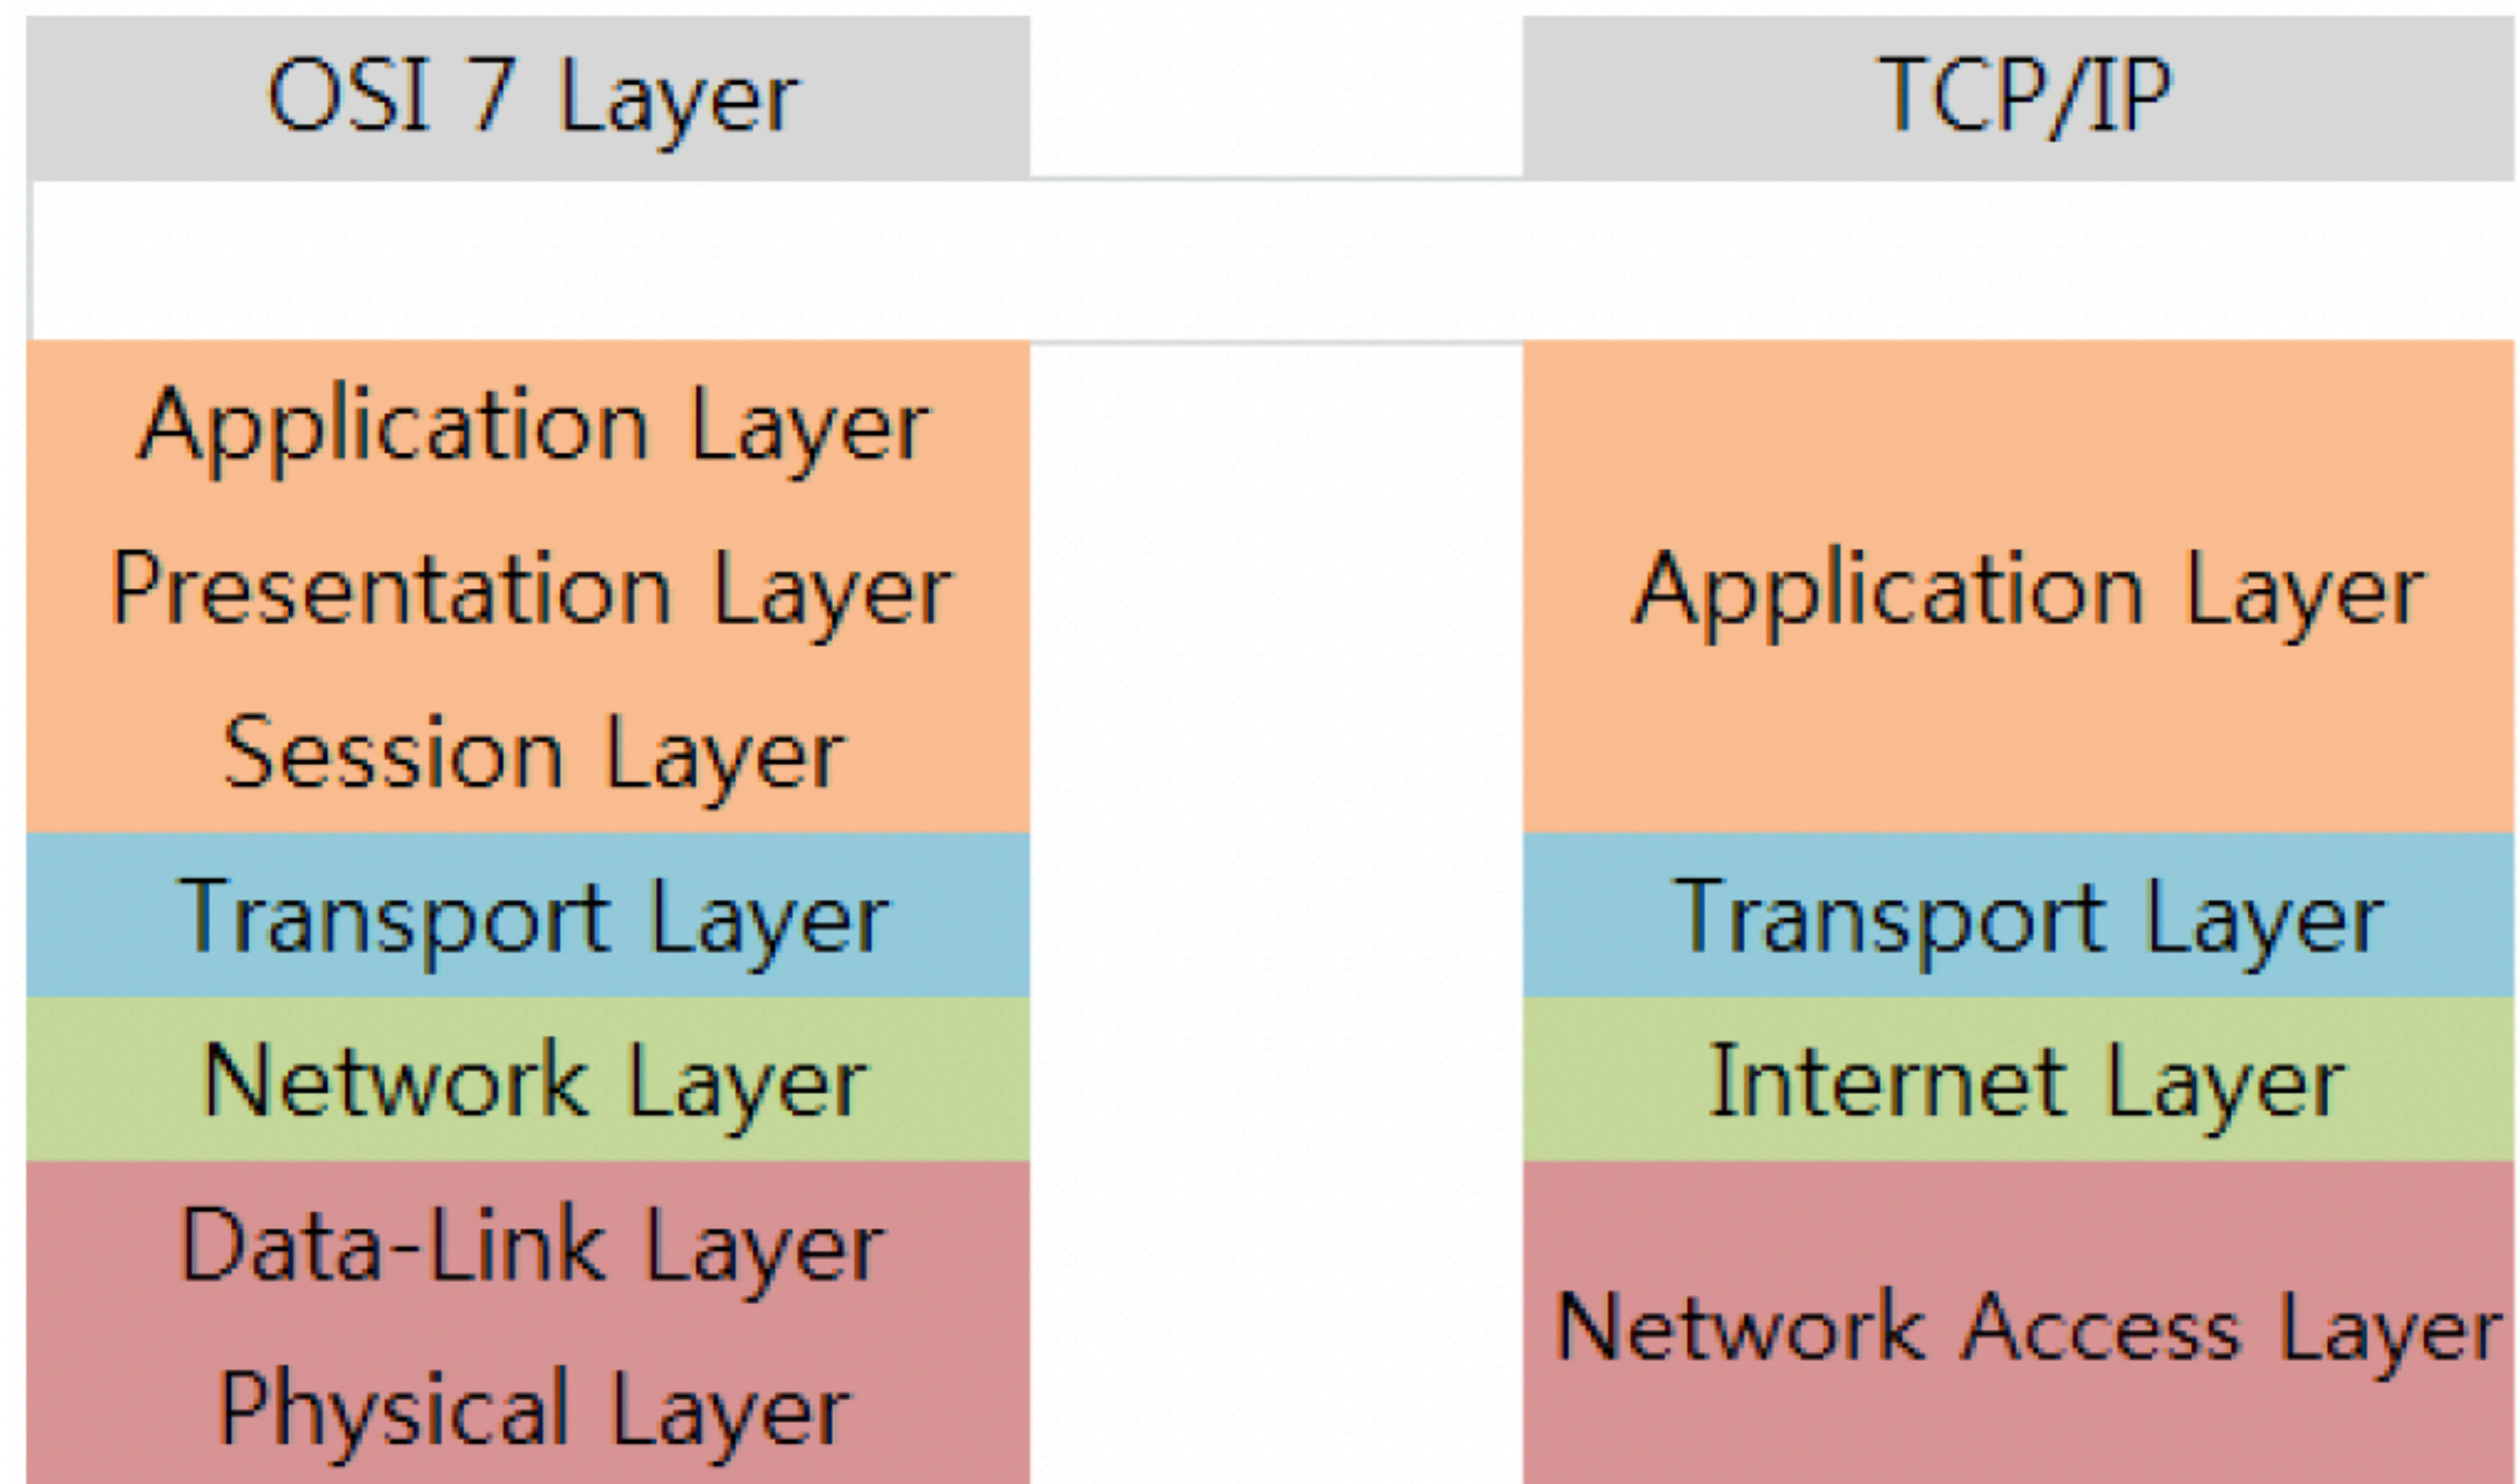 OSI 7 Layer
TCP/IP
Application Layer
Presentation Layer
Session Layer
Transport Layer
Network Layer
Data-Link Layer
Physical Layer
Application Layer
Transport Layer
Internet Layer
Network Access Layer